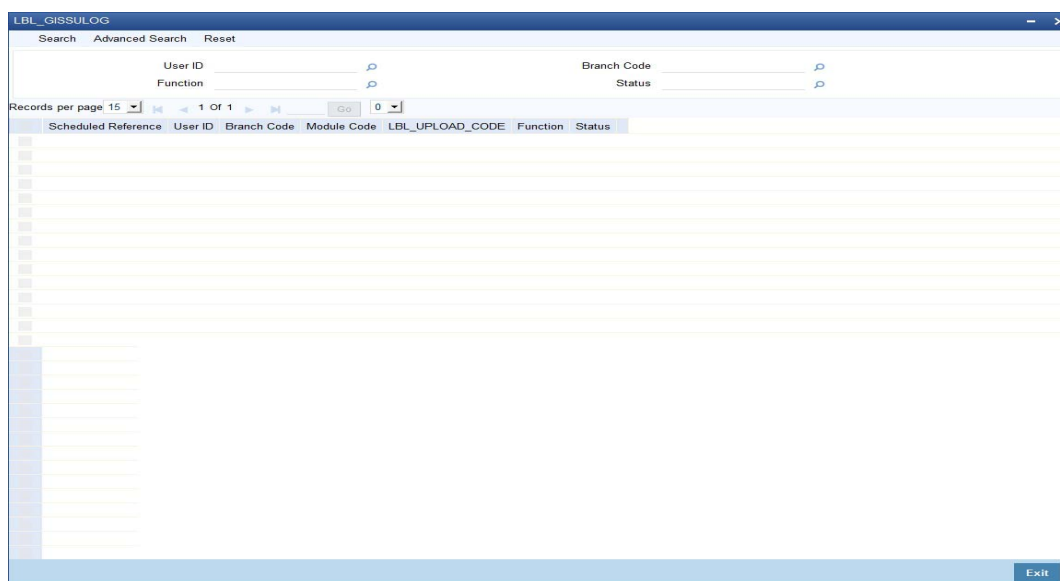 LBL_GISSULOG
Search Advanced Search Reset
User ID Branch Code
Function Status
Records per page 15 1 Of 1 Go 0
Scheduled Reference User ID Branch Code Module Code LBL_UPLOAD_CODE Function Status
Exit